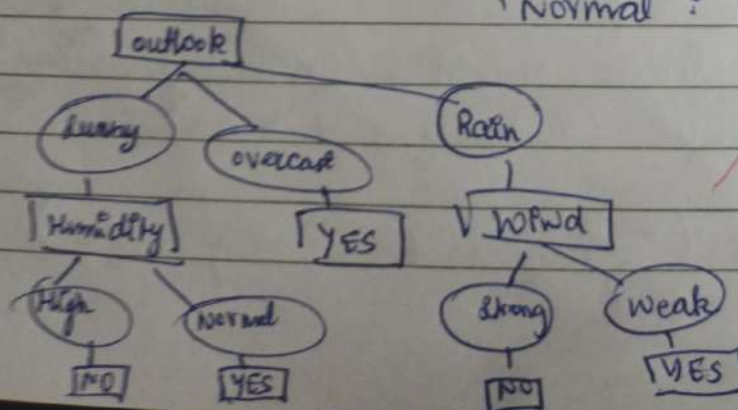 Normal :
outlook
Sunny
overcast
Rain
Humidity
YES
Wind
High
Normal
Strong
Weak
NO
YES
NO
YES